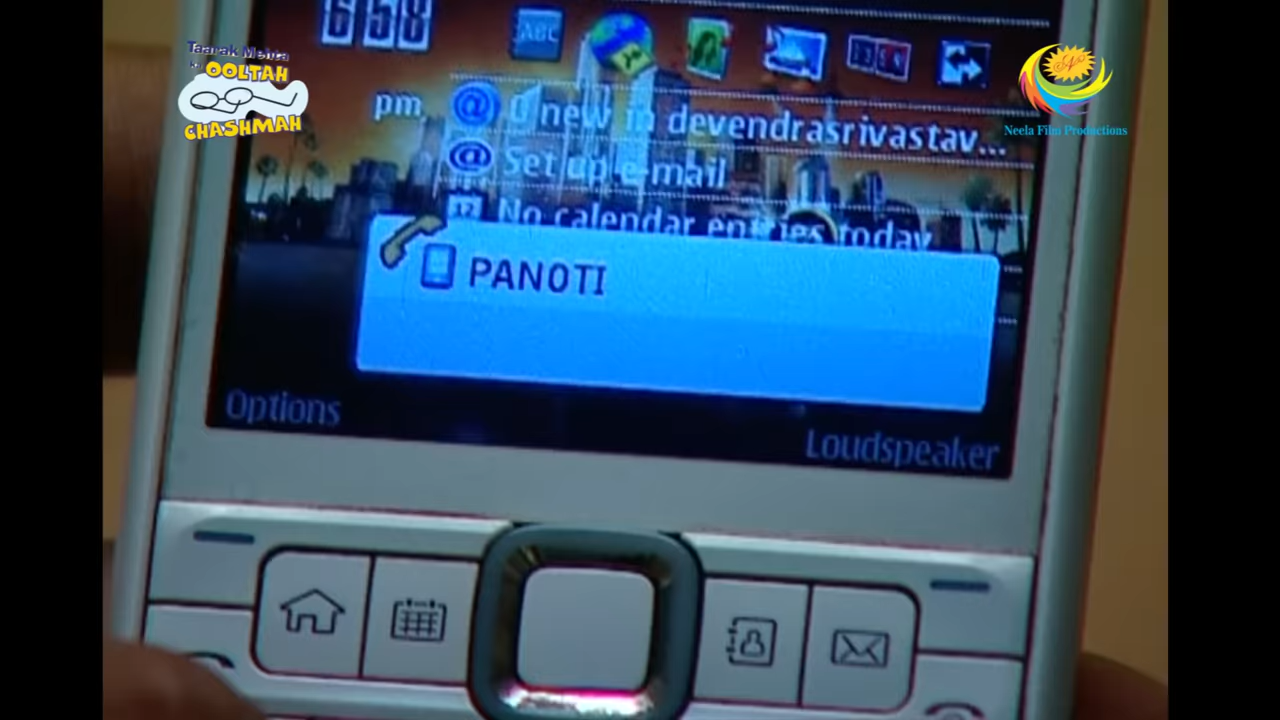 6:58
pm
ABC
Taarak Mehta
OOLTAH
CHASHMAH
Neela Film Productions
0 new in devendrasrivastav...
Set up e-mail
No calendar entries today
PANOTI
Options
Loudspeaker